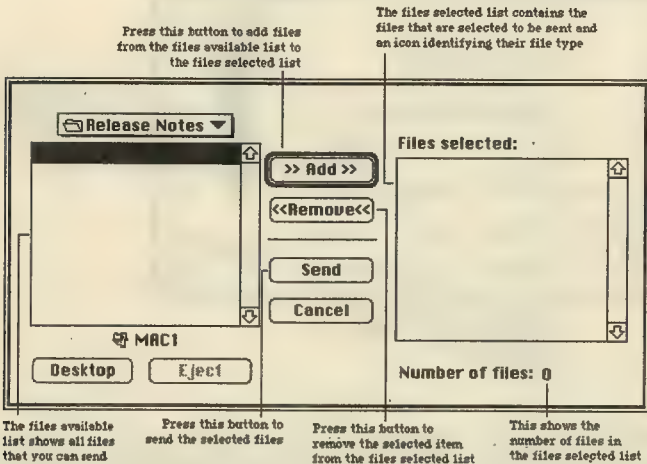 Press this button to add files
from the files available list to
the files selected list
The files selected list contains the
files that are selected to be sent and
an icon identifying their file type
Release Notes
Files selected:
>> Add >>
<<Remove<<
Send
Cancel
MAC1
Desktop
Eject
Number of files: 0
The files available
list shows all files
that you can send
Press this button to
send the selected files
Press this button to
remove the selected item
from the files selected list
This shows the
number of files in
the files selected list